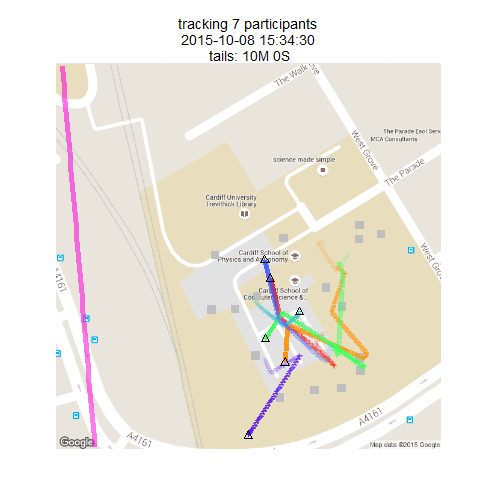 tracking 7 participants
2015-10-08 15:34:30
tails: 10M 0S
The Walk
ve
West Grove
The Parade Esol Serv
MCA Consultants
science made simple
The Parade
Cardiff University
Trevithick Library
West Grove
Cardiff School of
Physics and Astronomy
Cardiff School of
Computer Science &...
A4161
A4161
A4161
Google
Map data ©2015 Google